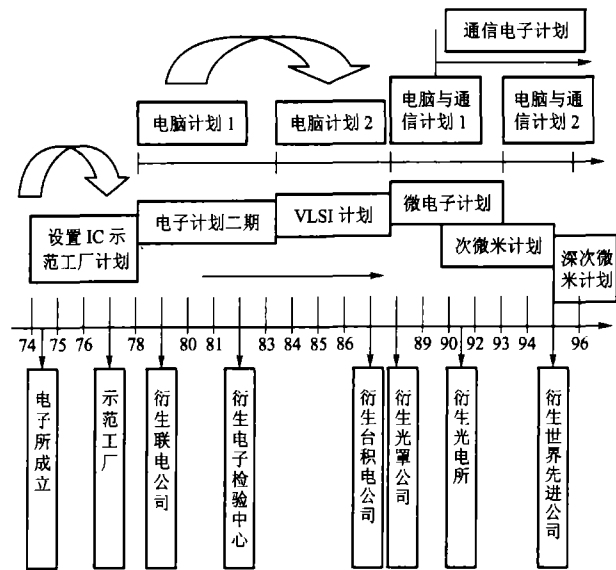 通信电子计划
电脑计划 1
电脑计划 2
电脑与通
信计划 1
电脑与通
信计划 2
设置 IC 示
范工厂计划
电子计划二期
VLSI 计划
微电子计划
次微米计划
深次微
米计划
74 75 76 78 80 81 83 84 85 86 89 90 92 93 94 96
电子所成立
示范工厂
衍生联电公司
衍生电子检验中心
衍生台积电公司
衍生光罩公司
衍生光电所
衍生世界先进公司